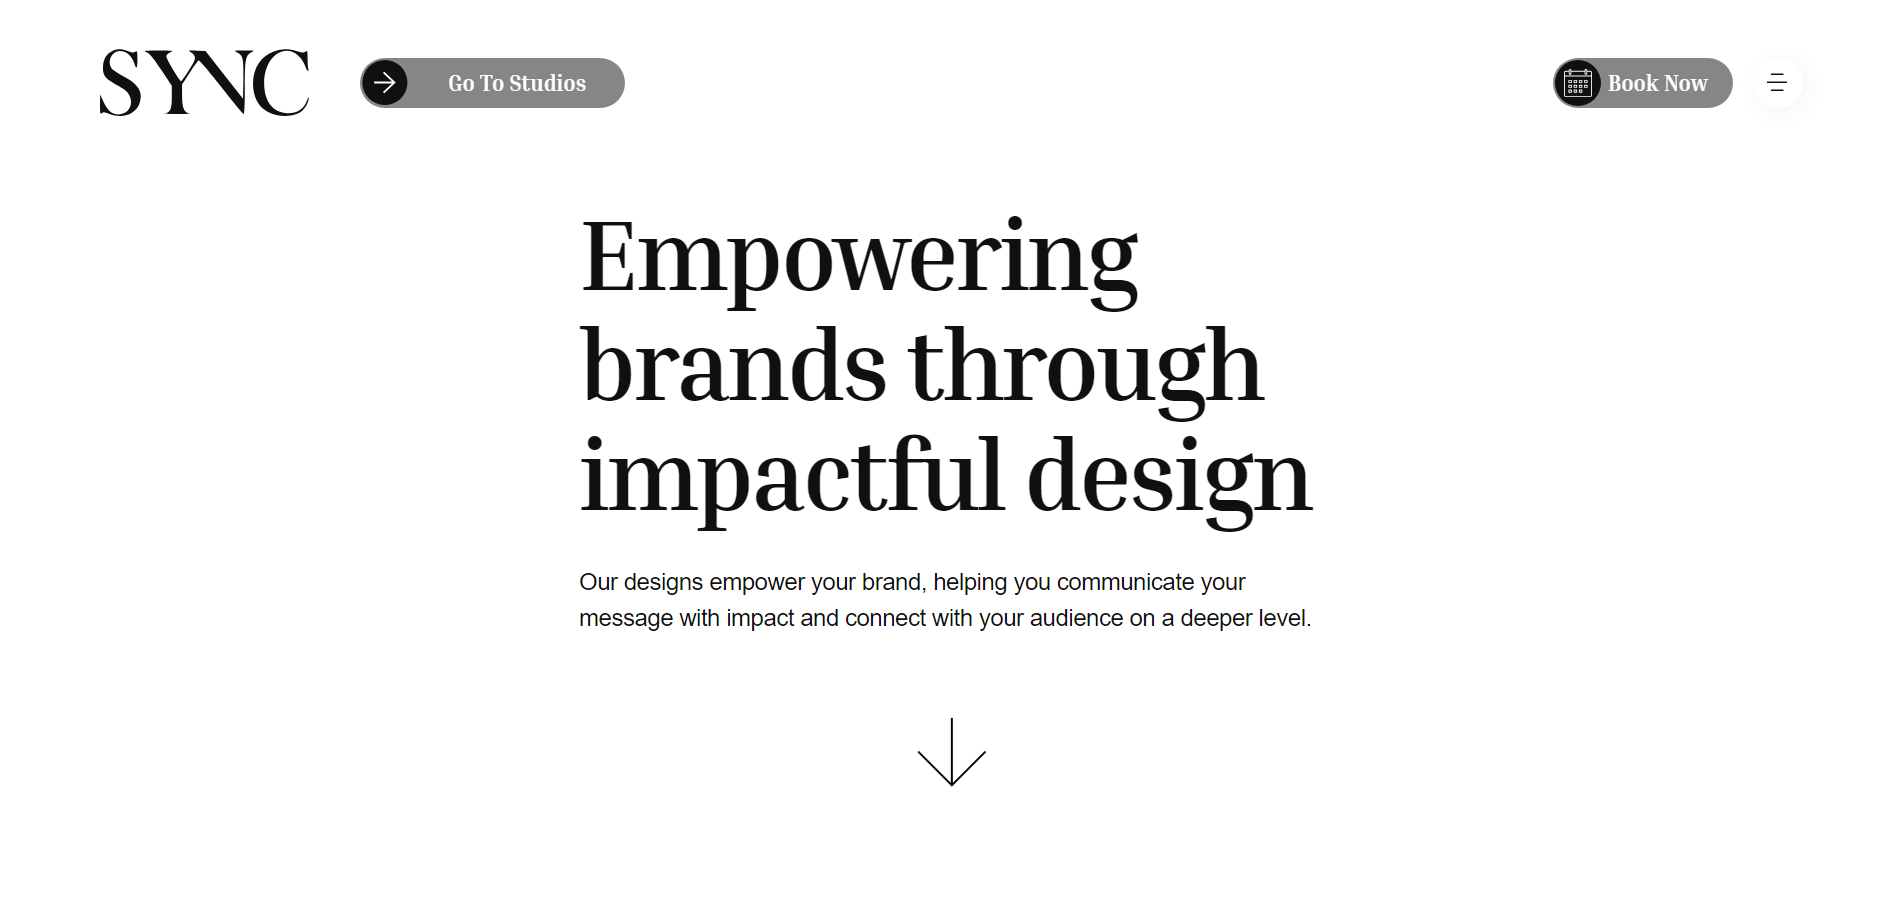 SYNC
Go To Studios
Book Now
Empowering
brands through
impactful design
Our designs empower your brand, helping you communicate your
message with impact and connect with your audience on a deeper level.